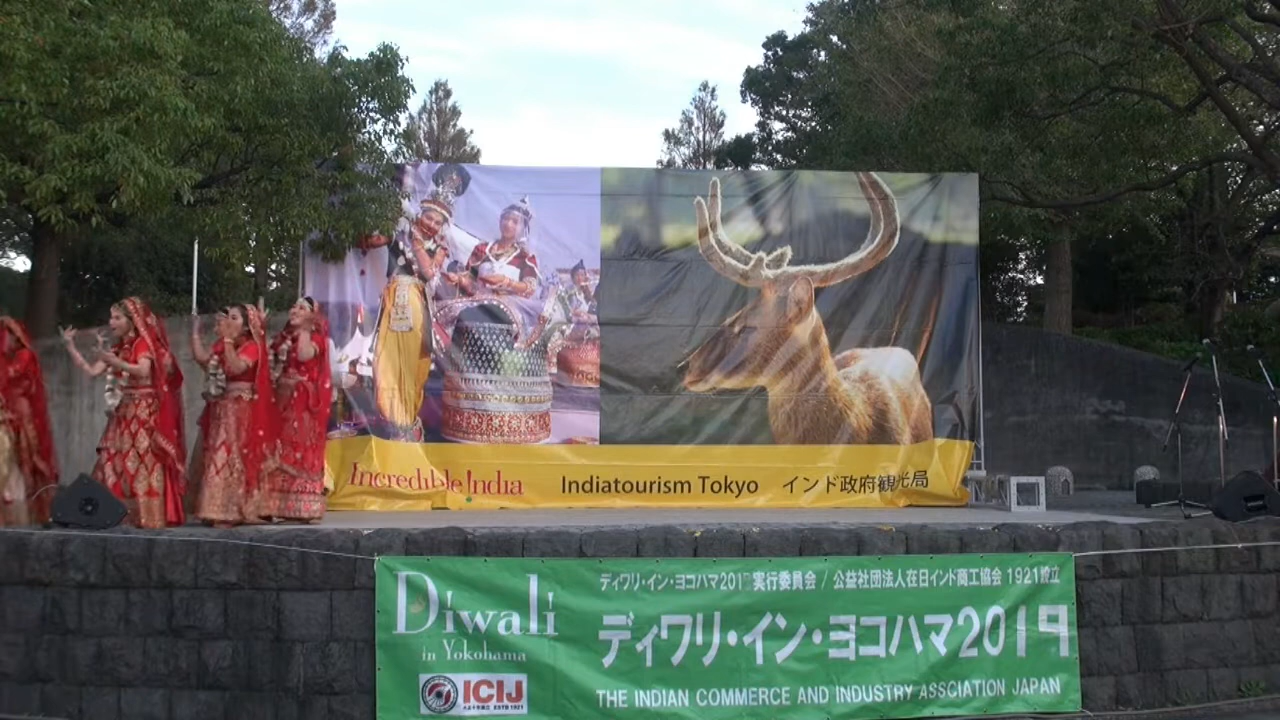 Incredible !ndia
Indiatourism Tokyo インド政府観光局
Diwali
in Yokohama
ICIJ
ESTD 1921
ディワリ・イン・ヨコハマ201 実行委員会 / 公益社団法人在日インド商工協会 1921設立
ディワリ・イン・ヨコハマ2019
THE INDIAN COMMERCE AND INDUSTRY ASSCIATION JAPAN